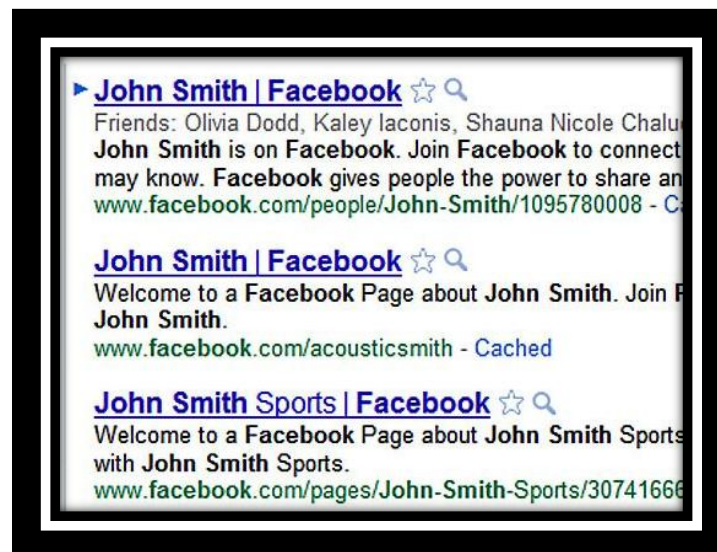 John Smith | Facebook
Friends: Olivia Dodd, Kaley Iaconis, Shauna Nicole
John Smith is on Facebook. Join Facebook to connect
may know. Facebook gives people the power to share
www.facebook.com/people/John-Smith/1095780008 -
John Smith | Facebook
Welcome to a Facebook Page about John Smith. Join
John Smith.
www.facebook.com/acousticsmith - Cached
John Smith Sports | Facebook
Welcome to a Facebook Page about John Smith Sports
with John Smith Sports.
www.facebook.com/pages/John-Smith-Sports/30741666